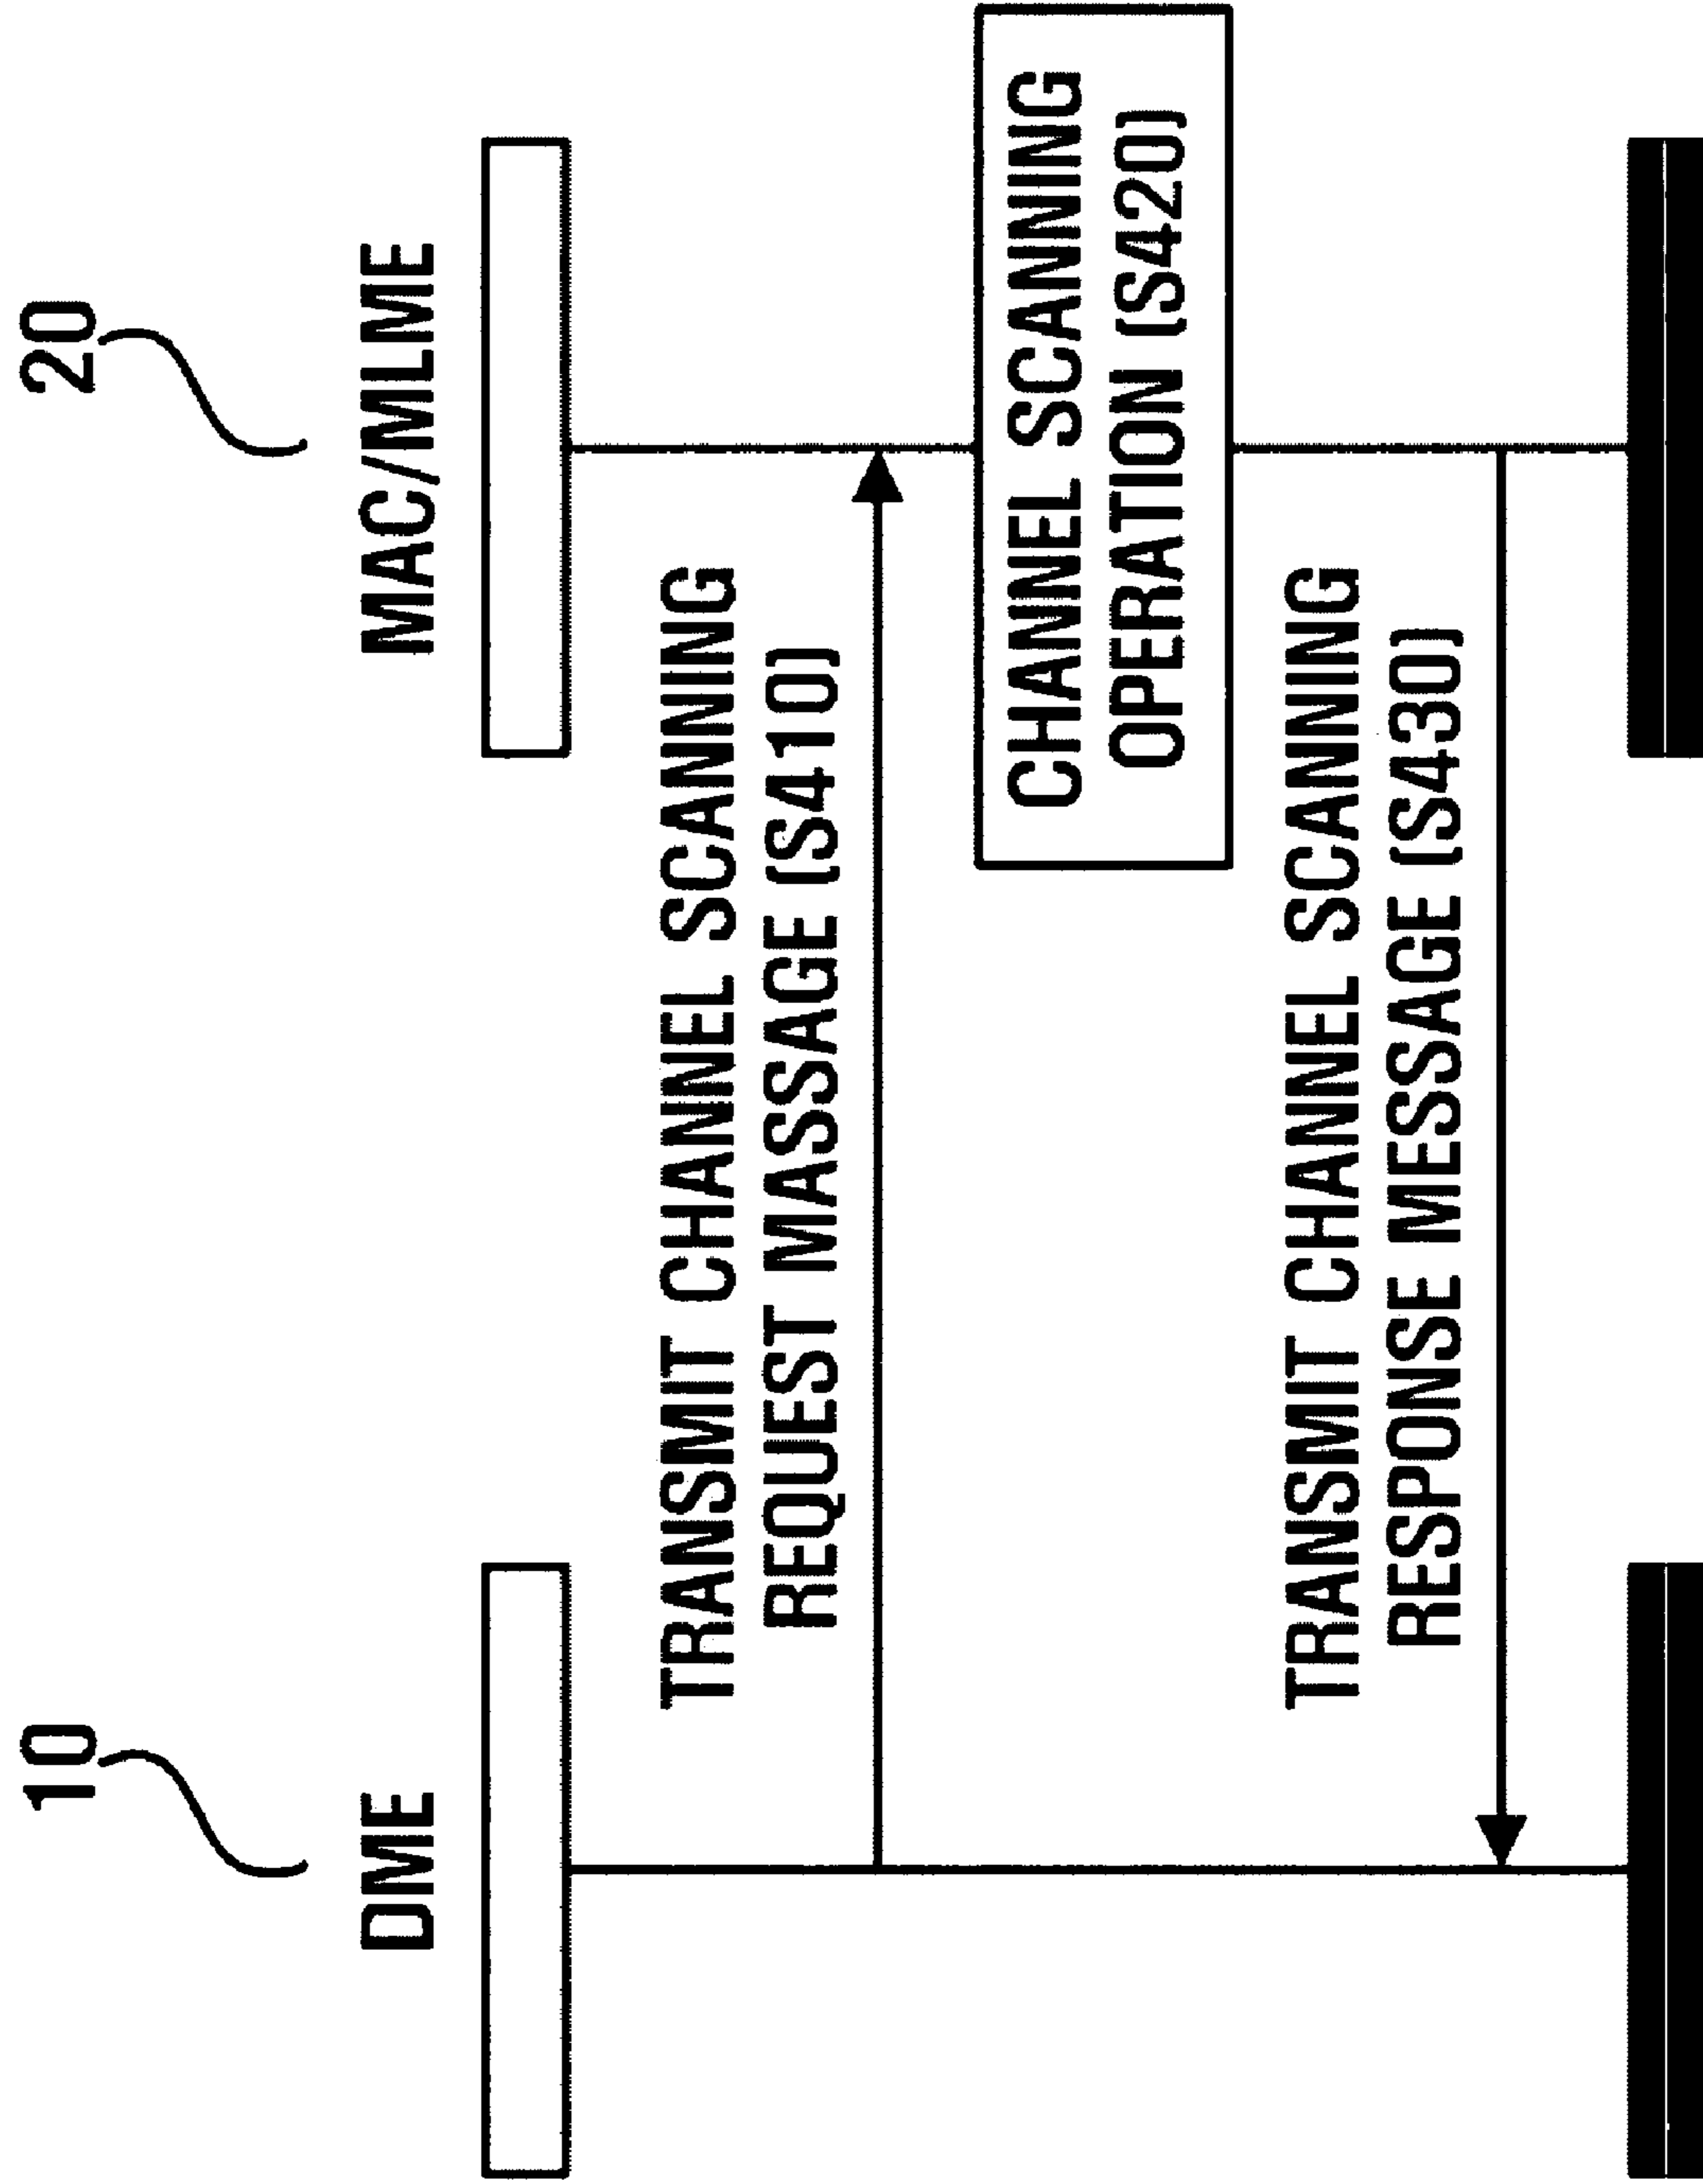 10
20
DME
MAC/MLME
TRANSMIT CHANNEL SCANNING
REQUEST MASSAGE (S410)
CHANNEL SCANNING
OPERATION (S420)
TRANSMIT CHANNEL SCANNING
RESPONSE MESSAGE (S430)